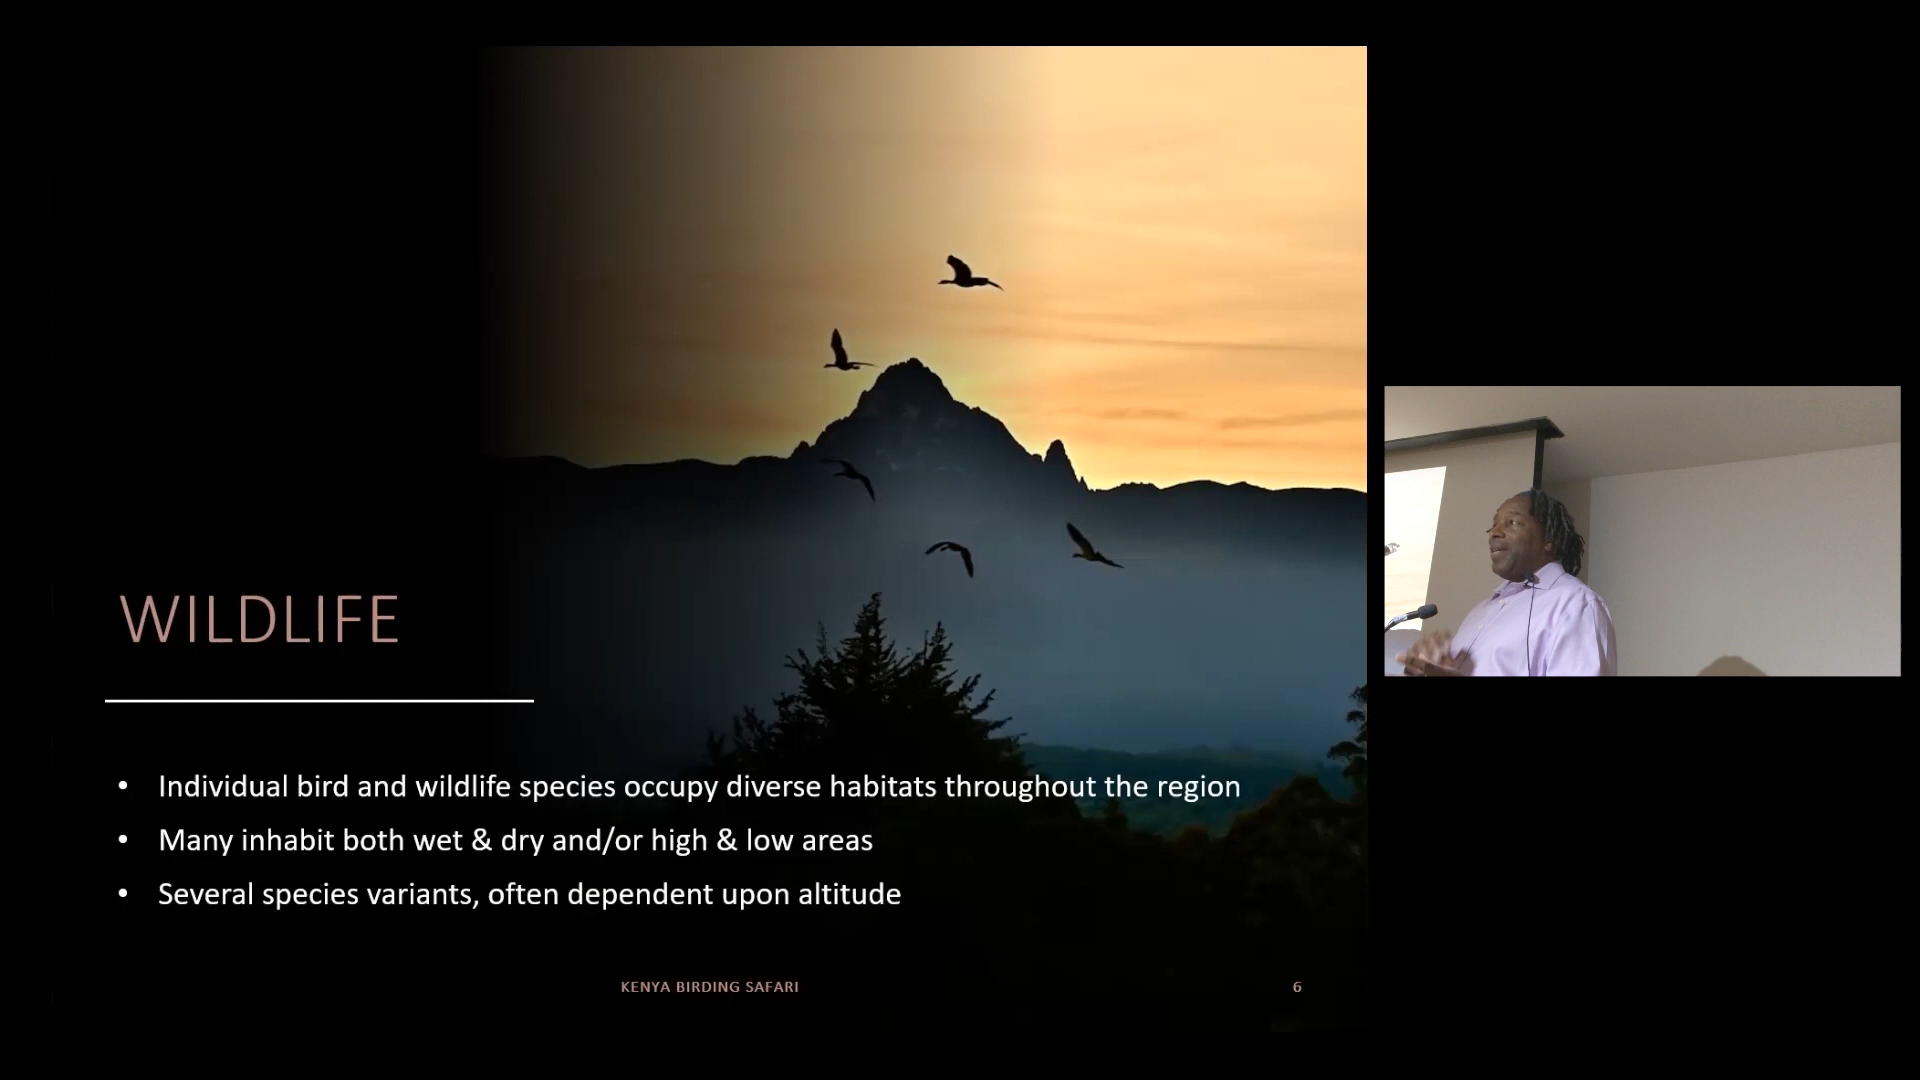 WILDLIFE
• Individual bird and wildlife species occupy diverse habitats throughout the region
• Many inhabit both wet & dry and/or high & low areas
• Several species variants, often dependent upon altitude
KENYA BIRDING SAFARI
6